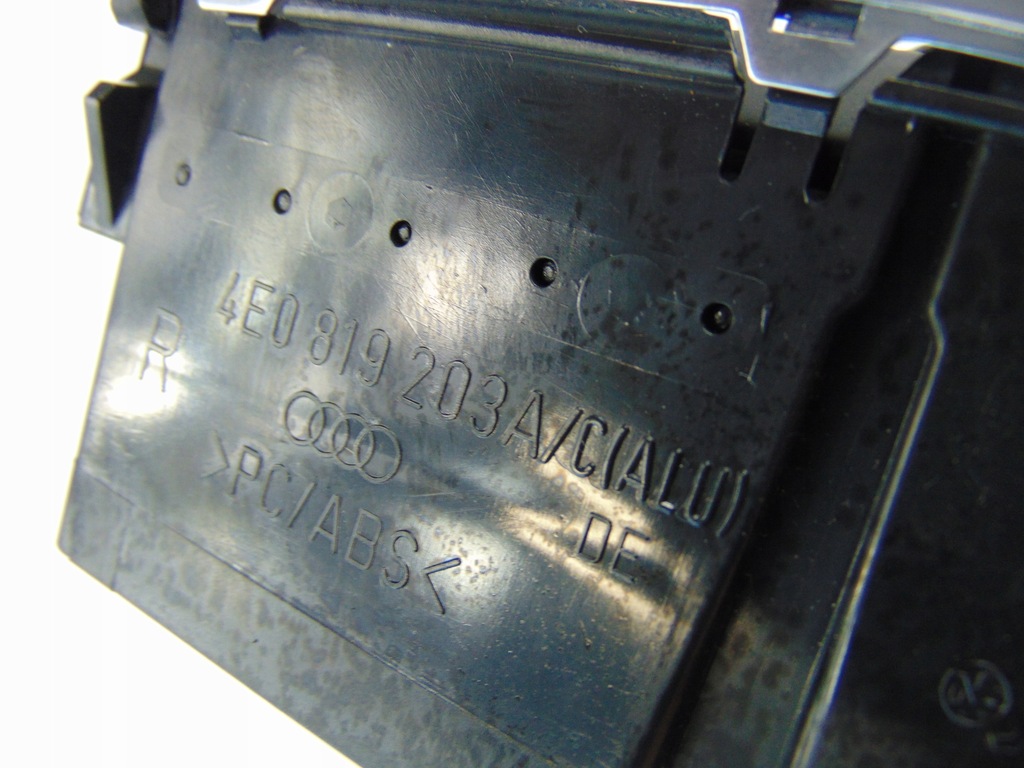 4E0 819 203 A/C(ALU)
R
DE
>PC/ABS<